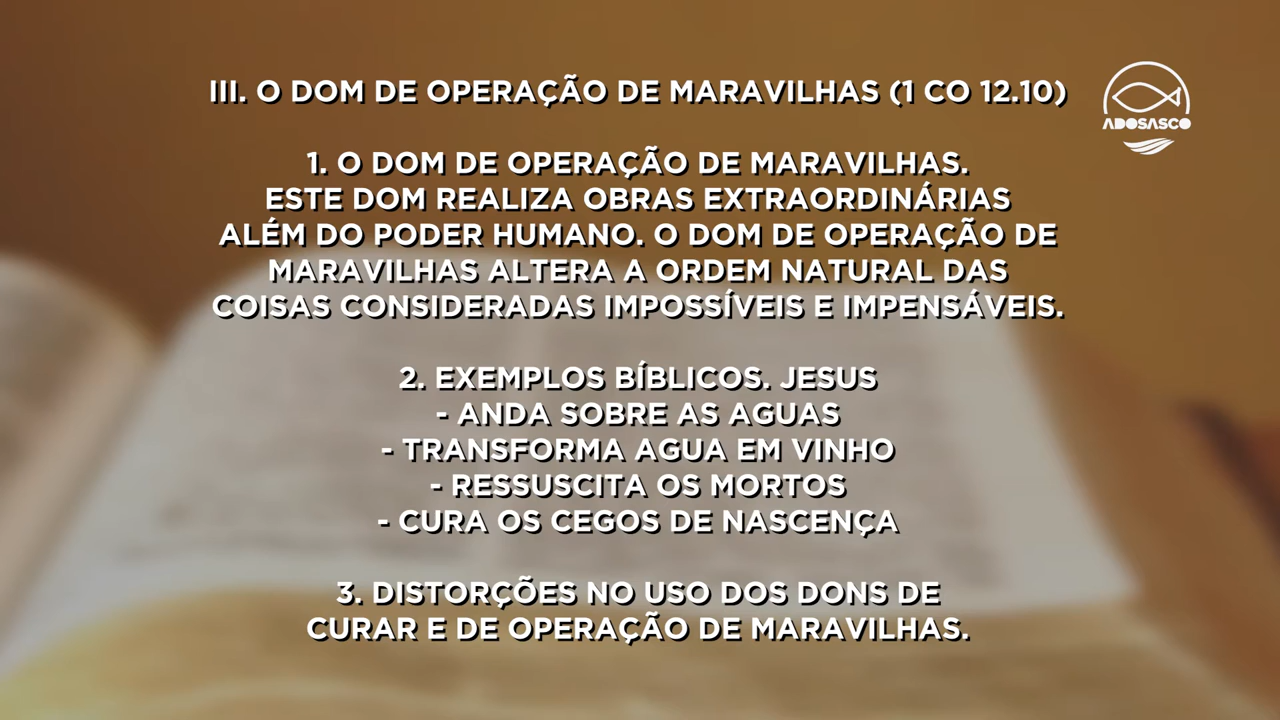 III. O DOM DE OPERAÇÃO DE MARAVILHAS (1 CO 12.10)
ADOSASCO
1. O DOM DE OPERAÇÃO DE MARAVILHAS.
ESTE DOM REALIZA OBRAS EXTRAORDINÁRIAS
ALÉM DO PODER HUMANO. O DOM DE OPERAÇÃO DE
MARAVILHAS ALTERA A ORDEM NATURAL DAS
COISAS CONSIDERADAS IMPOSSÍVEIS E IMPENSÁVEIS.
2. EXEMPLOS BÍBLICOS. JESUS
- ANDA SOBRE AS AGUAS
- TRANSFORMA AGUA EM VINHO
- RESSUSCITA OS MORTOS
- CURA OS CEGOS DE NASCENÇA
3. DISTORÇÕES NO USO DOS DONS DE
CURAR E DE OPERAÇÃO DE MARAVILHAS.